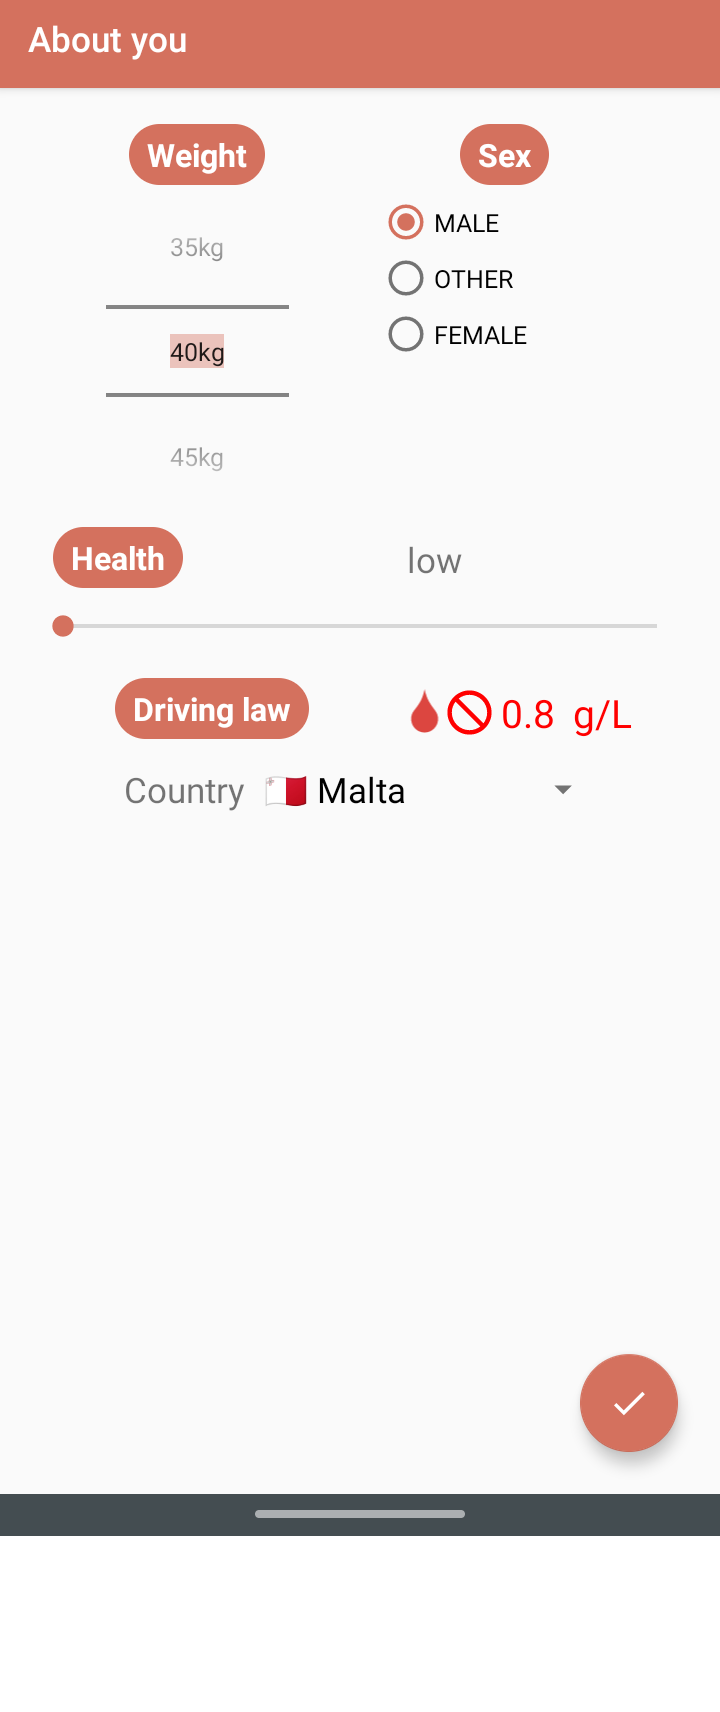 About you
Weight
Sex
35kg
40kg
45kg
MALE
OTHER
FEMALE
Health
low
Driving law
0.8 g/L
Country
Malta